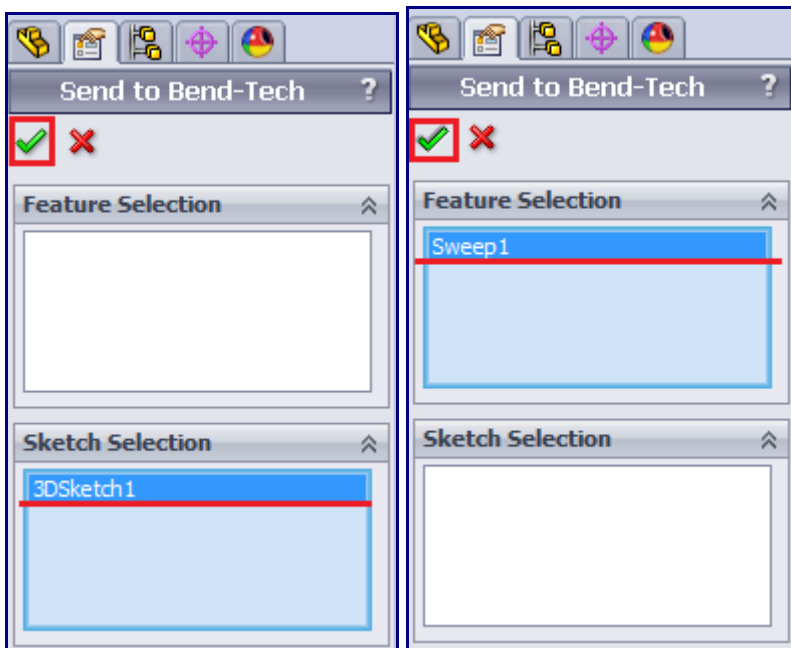 Send to Bend-Tech ?
Feature Selection
Sketch Selection
3DSketch1
Send to Bend-Tech ?
Feature Selection
Sweep1
Sketch Selection